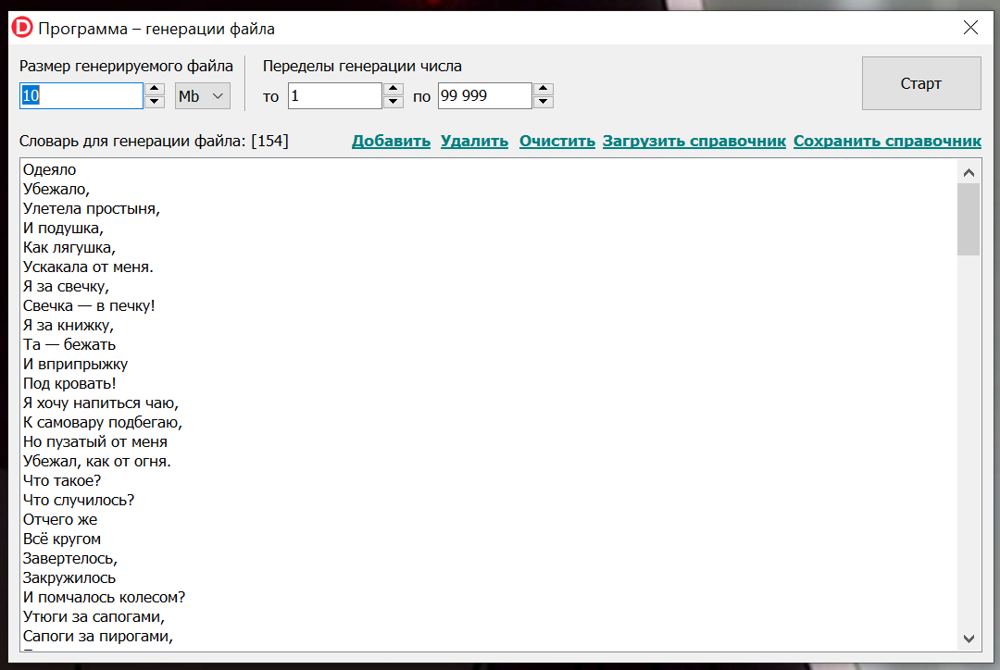 D Программа – генерации файла
Размер генерируемого файла
Переделы генерации числа
10 Mb то 1 по 99 999
Старт
Словарь для генерации файла: [154] Добавить Удалить Очистить Загрузить справочник Сохранить справочник
Одеяло
Убежало,
Улетела простыня,
И подушка,
Как лягушка,
Ускакала от меня.
Я за свечку,
Свечка — в печку!
Я за книжку,
Та — бежать
И вприпрыжку
Под кровать!
Я хочу напиться чаю,
К самовару подбегаю,
Но пузатый от меня
Убежал, как от огня.
Что такое?
Что случилось?
Отчего же
Всё кругом
Завертелось,
Закружилось
И помчалось колесом?
Утюги за сапогами,
Сапоги за пирогами,